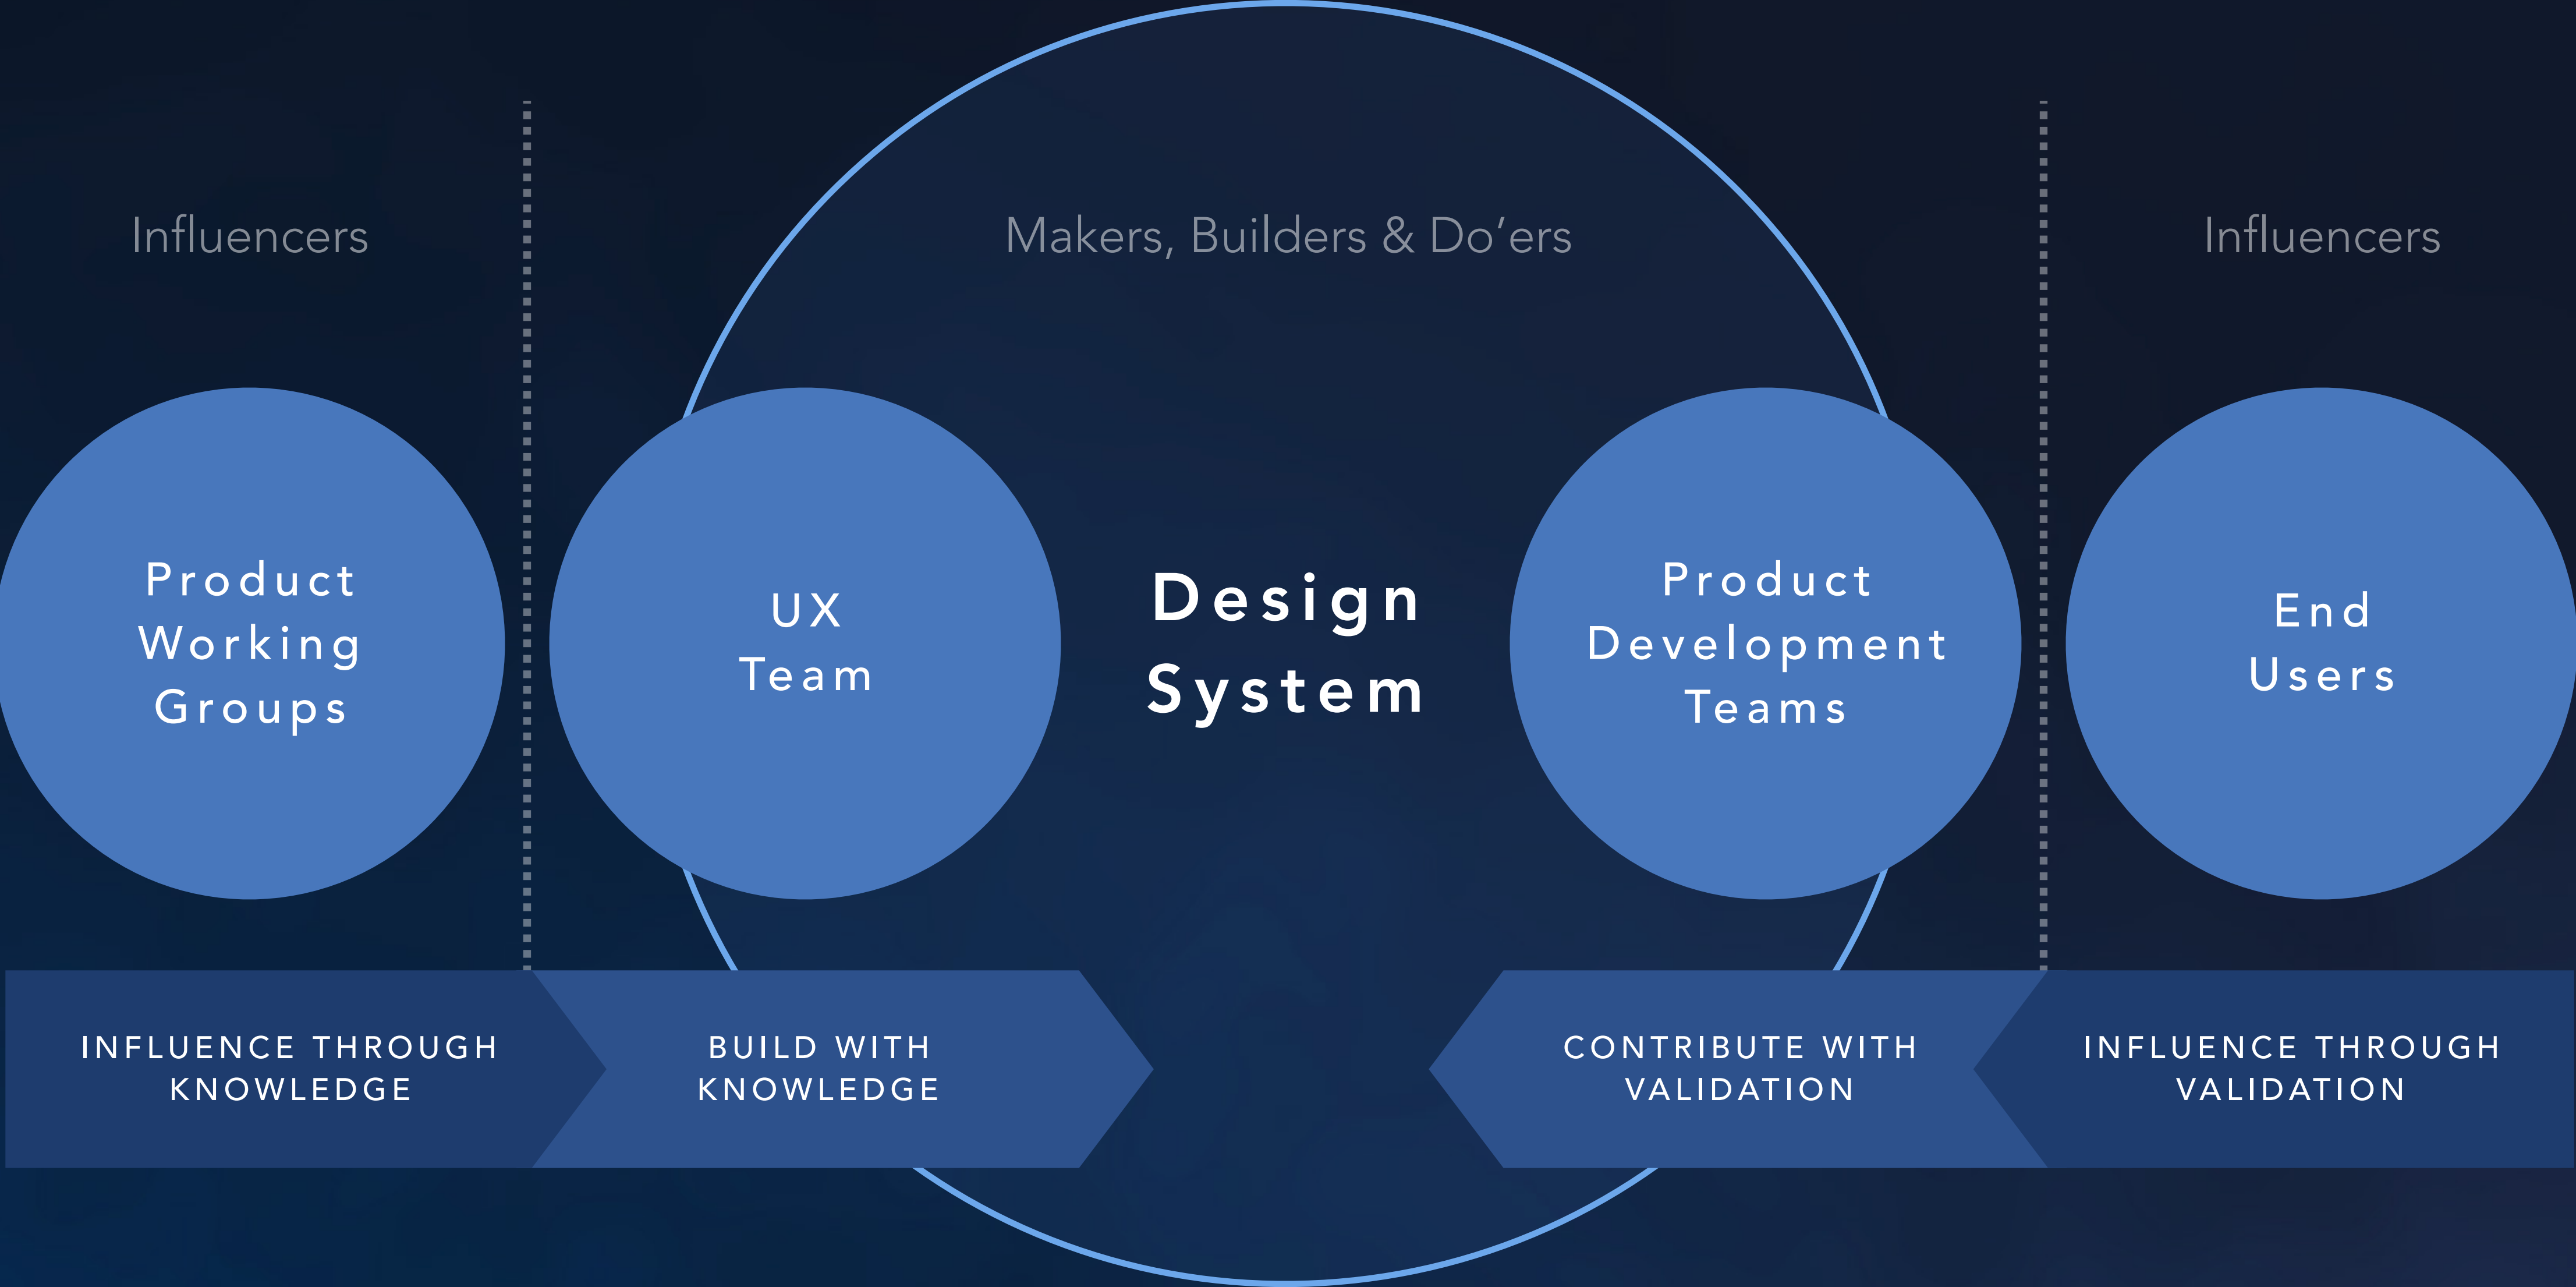 Influencers
Makers, Builders & Do’ers
Influencers
Product
Working
Groups
UX
Team
Design
System
Product
Development
Teams
End
Users
INFLUENCE THROUGH
KNOWLEDGE
BUILD WITH
KNOWLEDGE
CONTRIBUTE WITH
VALIDATION
INFLUENCE THROUGH
VALIDATION